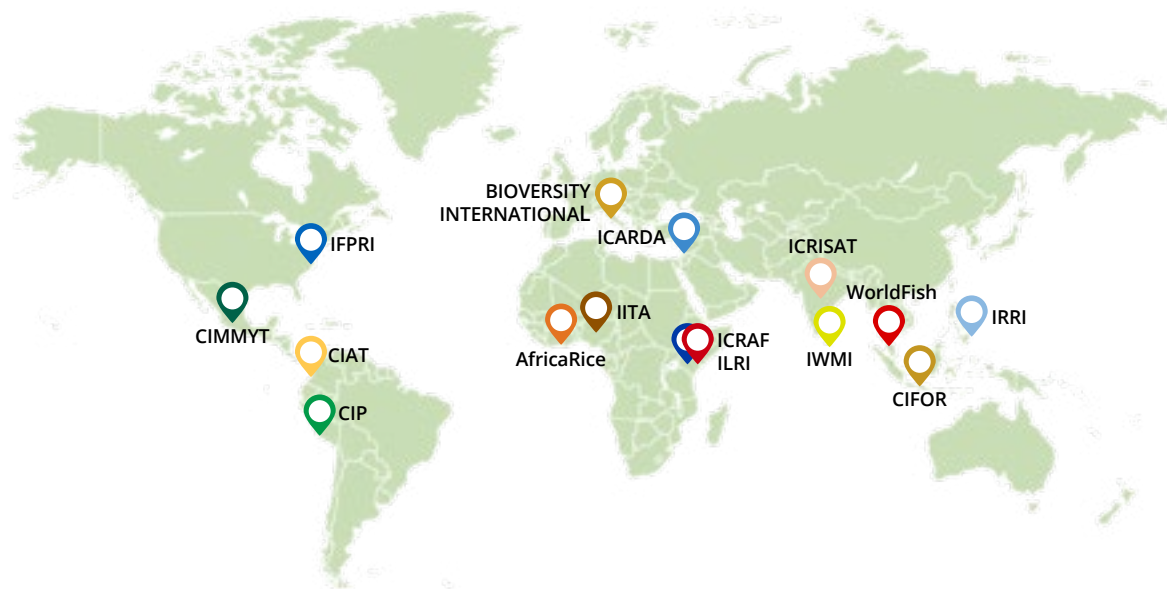 BIOVERSITY
INTERNATIONAL
ICARDA
IFPRI
ICRISAT
WorldFish
IRRI
CIMMYT
IITA
AfricaRice
ICRAF
ILRI
IWMI
CIAT
CIFOR
CIP